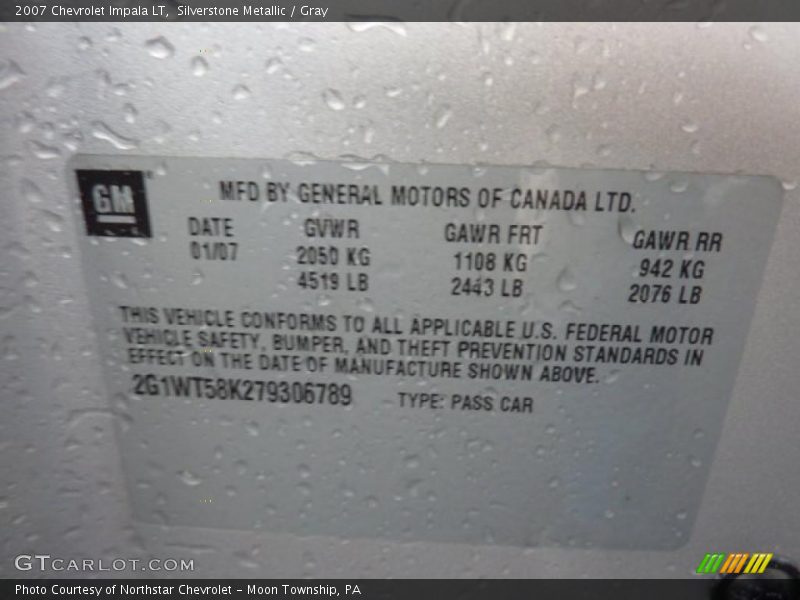 2007 Chevrolet Impala LT, Silverstone Metallic / Gray
GM
MFD BY GENERAL MOTORS OF CANADA LTD.
DATE GVWR GAWR FRT GAWR RR
01/07 2050 KG 1108 KG 942 KG
4519 LB 2443 LB 2076 LB
THIS VEHICLE CONFORMS TO ALL APPLICABLE U.S. FEDERAL MOTOR
VEHICLE SAFETY, BUMPER, AND THEFT PREVENTION STANDARDS IN
EFFECT ON THE DATE OF MANUFACTURE SHOWN ABOVE.
2G1WT58K279306789 TYPE: PASS CAR
GTCARLOT.COM
Photo Courtesy of Northstar Chevrolet - Moon Township, PA